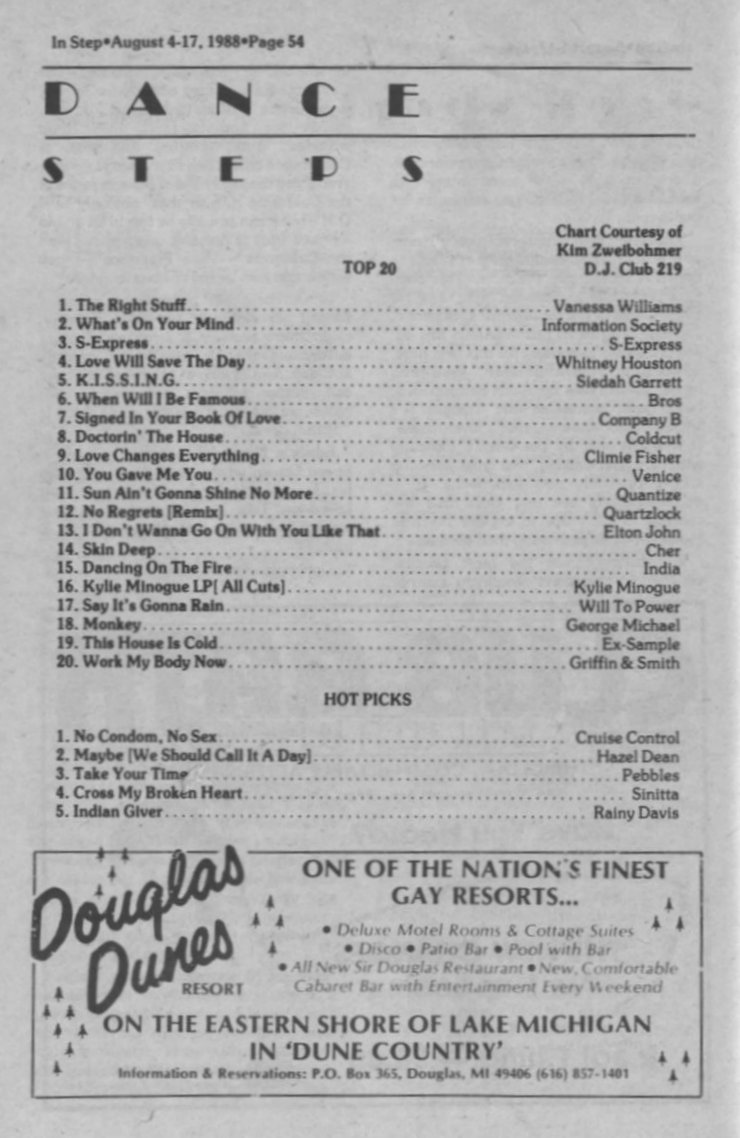 In Step•August 4-17, 1988•Page 54
DANCE
STEPS
Chart Courtesy of
Kim Zweibohmer
TOP 20 D.J. Club 219
1. The Right Stuff Vanessa Williams
2. What's On Your Mind Information Society
3. S-Express S-Express
4. Love Will Save The Day Whitney Houston
5. K.I.S.S.I.N.G. Siedah Garrett
6. When Will I Be Famous Bros
7. Signed In Your Book Of Love Company B
8. Doctorin' The House Coldcut
9. Love Changes Everything Climie Fisher
10. You Gave Me You Venice
11. Sun Ain't Gonna Shine No More Quantize
12. No Regrets [Remix] Quartzlock
13. I Don't Wanna Go On With You Like That Elton John
14. Skin Deep Cher
15. Dancing On The Fire India
16. Kylie Minogue LP[ All Cuts] Kylie Minogue
17. Say It's Gonna Rain Will To Power
18. Monkey George Michael
19. This House Is Cold Ex-Sample
20. Work My Body Now Griffin & Smith
HOT PICKS
1. No Condom, No Sex Cruise Control
2. Maybe [We Should Call It A Day] Hazel Dean
3. Take Your Time Pebbles
4. Cross My Broken Heart Sinitta
5. Indian Giver Rainy Davis
Douglas
Dunes
RESORT
ONE OF THE NATION'S FINEST
GAY RESORTS...
• Deluxe Motel Rooms & Cottage Suites
• Disco • Patio Bar • Pool with Bar
• All New Sir Douglas Restaurant • New, Comfortable
Cabaret Bar with Entertainment Every Weekend
ON THE EASTERN SHORE OF LAKE MICHIGAN
IN 'DUNE COUNTRY'
Information & Reservations: P.O. Box 365, Douglas, MI 49406 (616) 857-1401